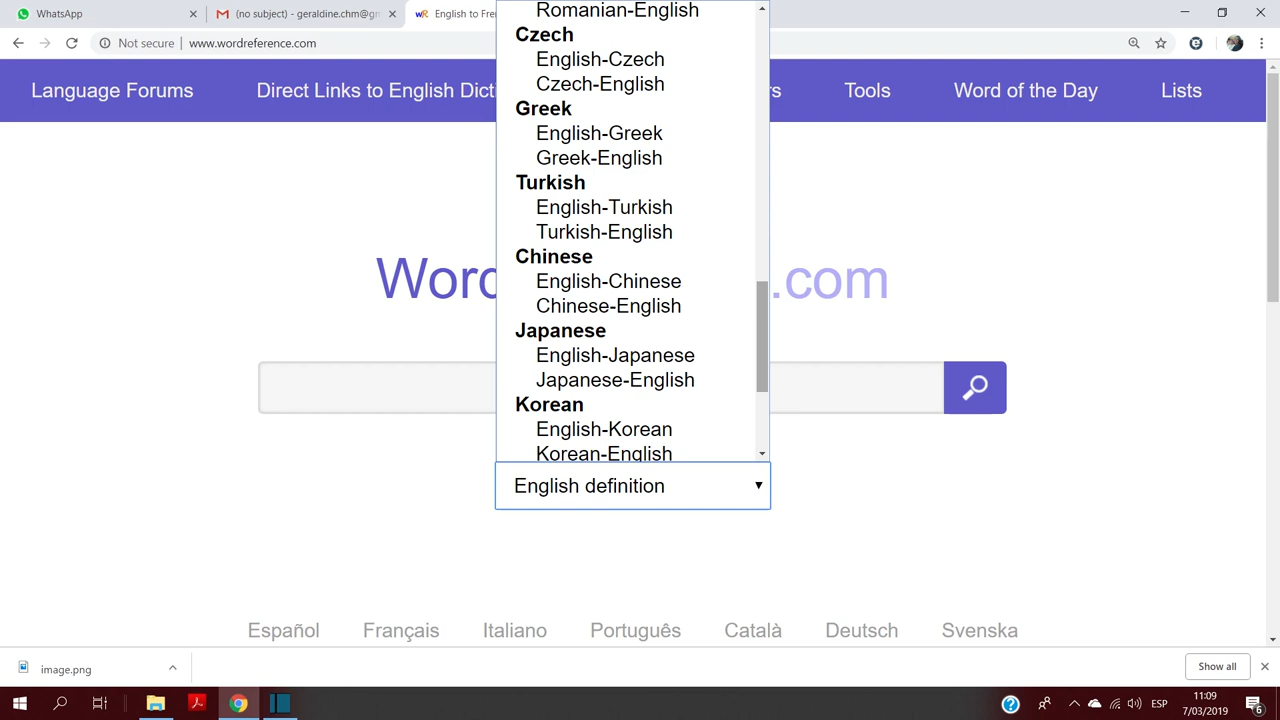 WhatsApp
(no subject) - geraldine.chm@gm
English to Fren
Not secure
www.wordreference.com
Language Forums
Direct Links to English Dicti
rs
Tools
Word of the Day
Lists
Romanian-English
Czech
English-Czech
Czech-English
Greek
English-Greek
Greek-English
Turkish
English-Turkish
Turkish-English
Chinese
English-Chinese
Chinese-English
Japanese
English-Japanese
Japanese-English
Korean
English-Korean
Korean-English
Word
.com
English definition
Español
Français
Italiano
Português
Català
Deutsch
Svenska
image.png
Show all
ESP
11:09
7/03/2019
6